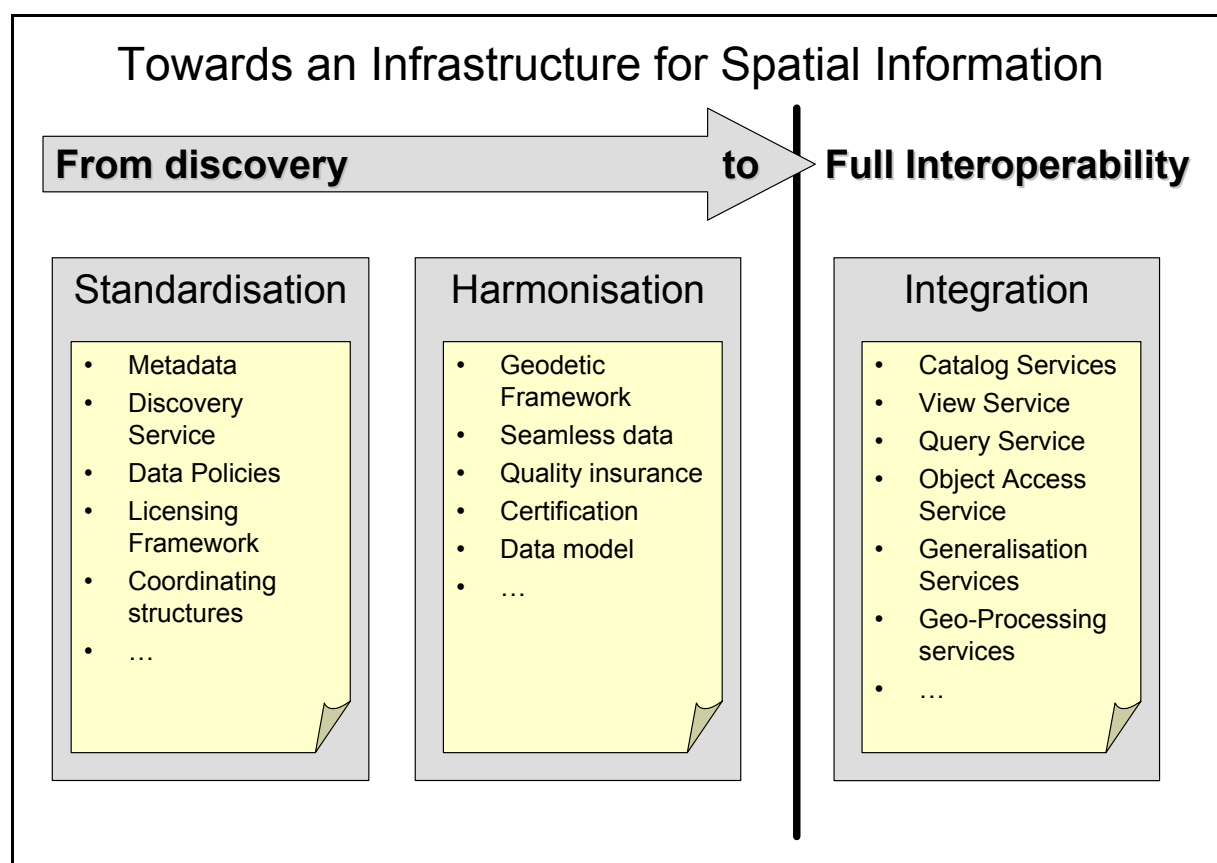 Towards an Infrastructure for Spatial Information
From discovery to Full Interoperability
Standardisation
• Metadata
• Discovery
Service
• Data Policies
• Licensing
Framework
• Coordinating
structures
• …
Harmonisation
• Geodetic
Framework
• Seamless data
• Quality insurance
• Certification
• Data model
• …
Integration
• Catalog Services
• View Service
• Query Service
• Object Access
Service
• Generalisation
Services
• Geo-Processing
services
• …